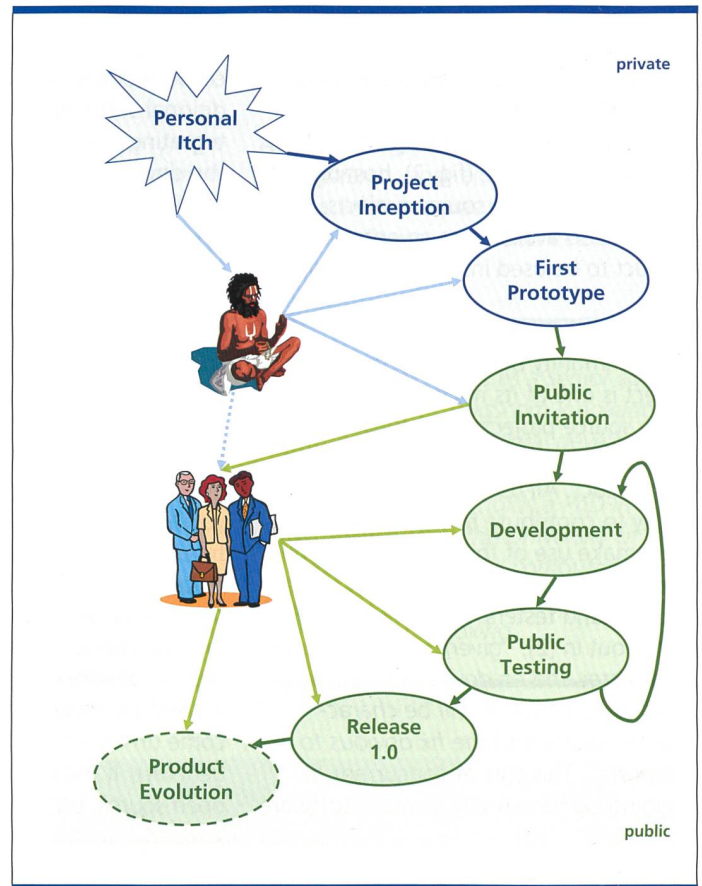 private
Personal
Itch
Project
Inception
First
Prototype
Public
Invitation
Development
Public
Testing
Release
1.0
Product
Evolution
public